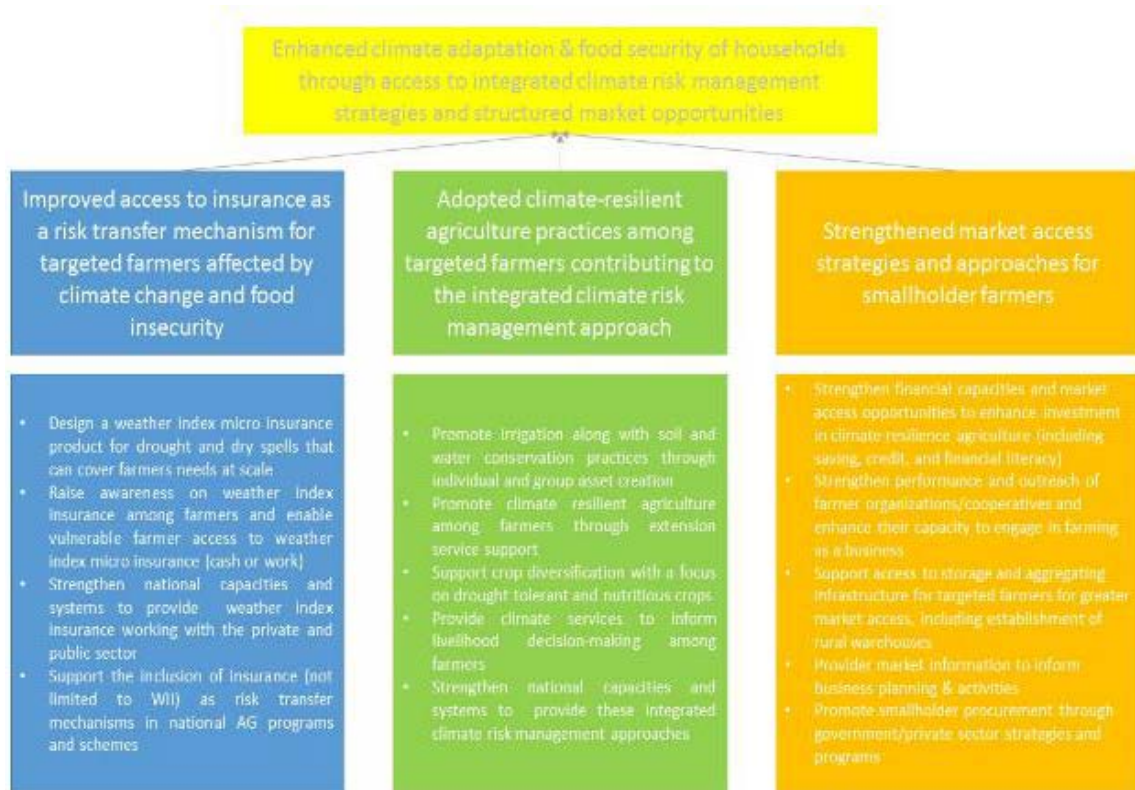 Enhanced climate adaptation & food security of households
through access to integrated climate risk management
strategies and structured market opportunities
Improved access to insurance as
a risk transfer mechanism for
targeted farmers affected by
climate change and food
insecurity
Adopted climate-resilient
agriculture practices among
targeted farmers contributing to
the integrated climate risk
management approach
Strengthened market access
strategies and approaches for
smallholder farmers
• Design a weather index micro insurance
product for drought and dry spells that
can cover farmers needs at scale
• Raise awareness on weather index
insurance among farmers and enable
vulnerable farmer access to weather
index micro insurance (cash or work)
• Strengthen national capacities and
systems to provide weather index
insurance working with the private and
public sector
• Support the inclusion of insurance (not
limited to WII) as risk transfer
mechanisms in national AG programs
and schemes
• Promote irrigation along with soil and
water conservation practices through
individual and group asset creation
• Promote climate resilient agriculture
among farmers through extension
service support
• Support crop diversification with a focus
on drought tolerant and nutritious crops
• Provide climate services to inform
livelihood decision-making among
farmers
• Strengthen national capacities and
systems to provide these integrated
climate risk management approaches
• Strengthen financial capacities and market
access opportunities to enhance investment
in climate resilience agriculture (including
saving, credit, and financial literacy)
• Strengthen performance and outreach of
farmer organizations/cooperatives and
enhance their capacity to engage in farming
as a business
• Support access to storage and aggregating
infrastructure for targeted farmers for greater
market access, including establishment of
rural warehouses
• Provider market information to inform
business planning & activities
• Promote smallholder procurement through
government/private sector strategies and
programs